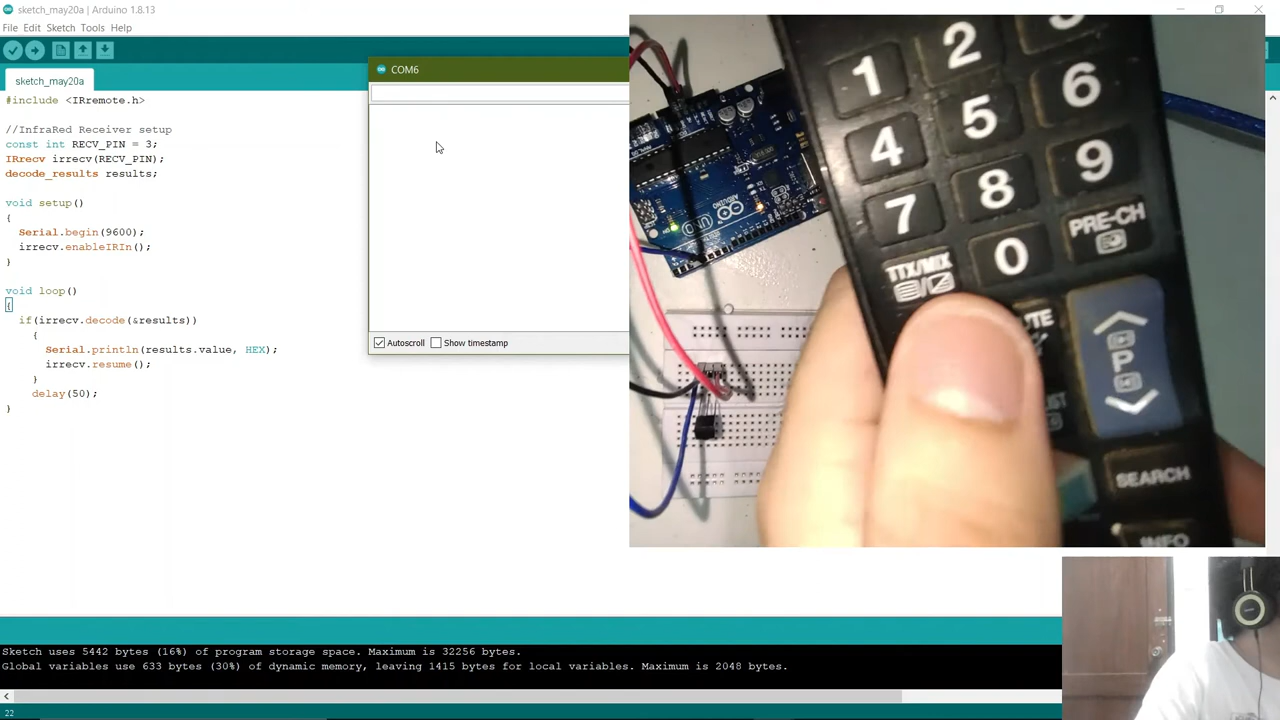 sketch_may20a | Arduino 1.8.13
File Edit Sketch Tools Help
sketch_may20a
#include <IRremote.h>
//InfraRed Receiver setup
const int RECV_PIN = 3;
IRrecv irrecv(RECV_PIN);
decode_results results;
void setup()
{
Serial.begin(9600);
irrecv.enableIRIn();
}
void loop()
{
if(irrecv.decode(&results))
{
Serial.println(results.value, HEX);
irrecv.resume();
}
delay(50);
}
COM6
Autoscroll Show timestamp
1 2 3
4 5 6
7 8 9
TTX/MIX 0 PRE-CH
P
SEARCH
INFO
UNO
ARDUINO
Sketch uses 5442 bytes (16%) of program storage space. Maximum is 32256 bytes.
Global variables use 633 bytes (30%) of dynamic memory, leaving 1415 bytes for local variables. Maximum is 2048 bytes.
22